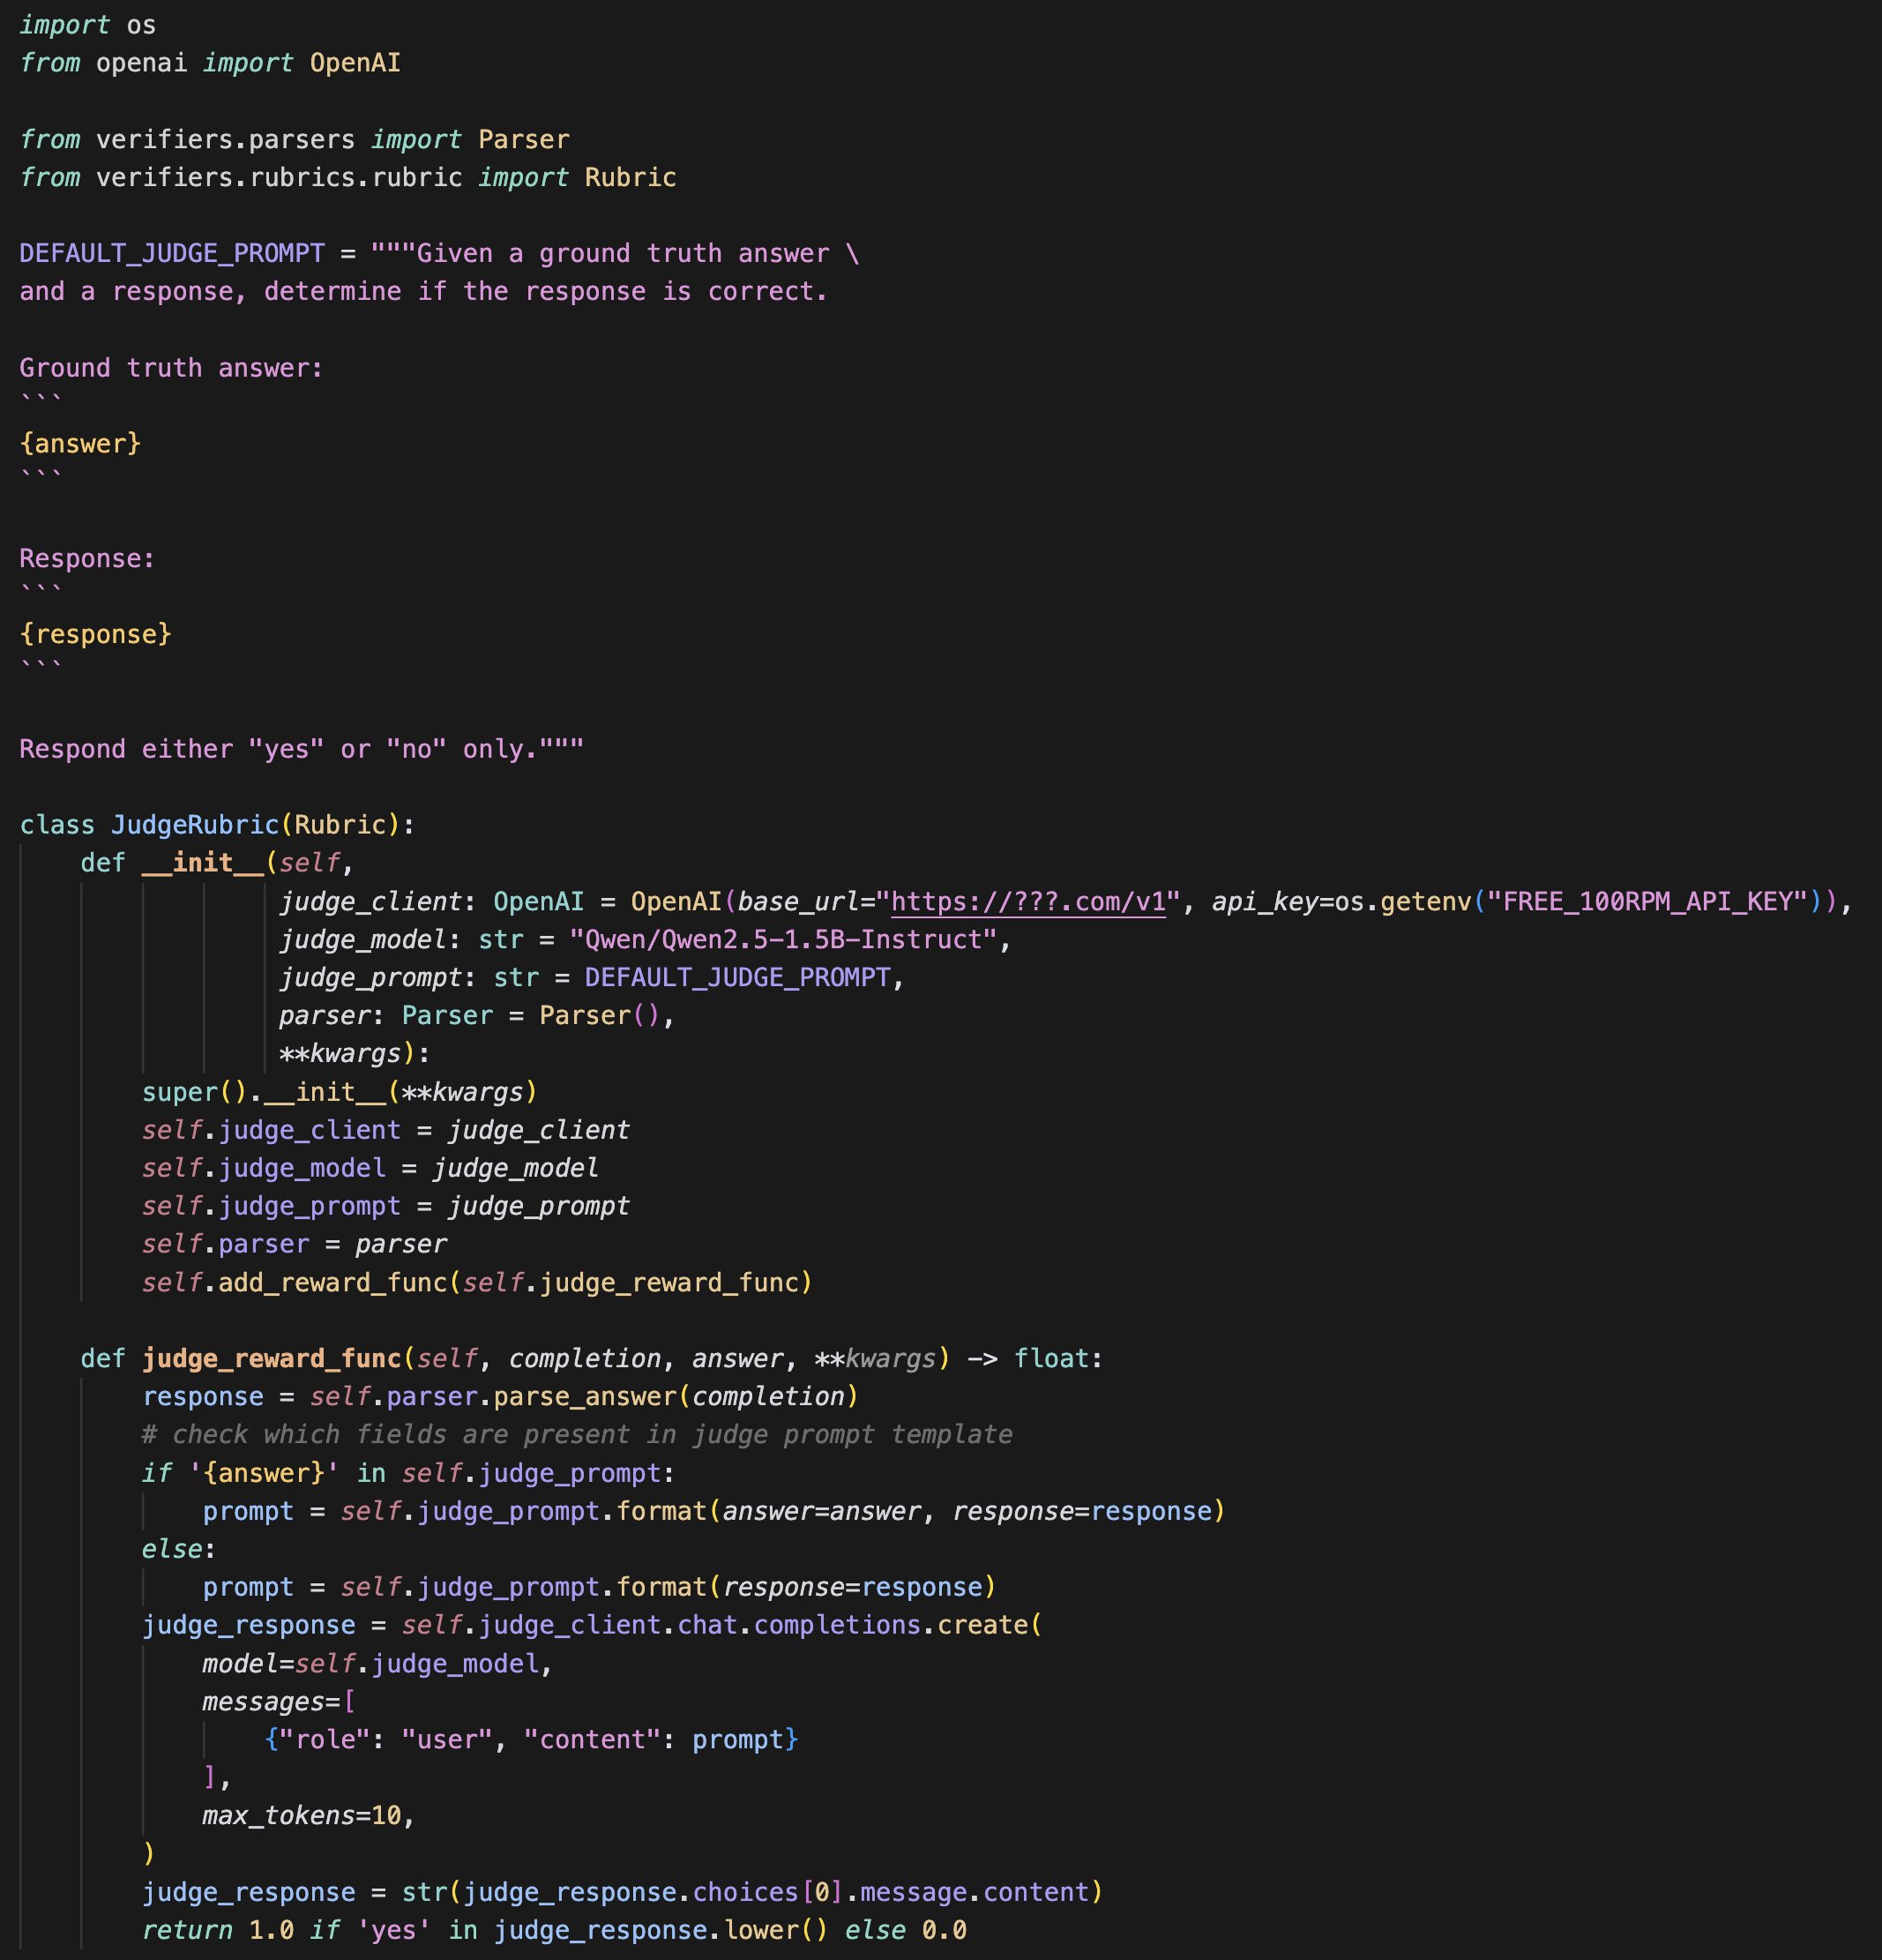 import os
from openai import OpenAI

from verifiers.parsers import Parser
from verifiers.rubrics.rubric import Rubric

DEFAULT_JUDGE_PROMPT = """Given a ground truth answer \
and a response, determine if the response is correct.

Ground truth answer:
```
{answer}
```

Response:
```
{response}
```

Respond either "yes" or "no" only."""

class JudgeRubric(Rubric):
    def __init__(self,
                 judge_client: OpenAI = OpenAI(base_url="https://???.com/v1", api_key=os.getenv("FREE_100RPM_API_KEY")),
                 judge_model: str = "Qwen/Qwen2.5-1.5B-Instruct",
                 judge_prompt: str = DEFAULT_JUDGE_PROMPT,
                 parser: Parser = Parser(),
                 **kwargs):
        super().__init__(**kwargs)
        self.judge_client = judge_client
        self.judge_model = judge_model
        self.judge_prompt = judge_prompt
        self.parser = parser
        self.add_reward_func(self.judge_reward_func)

    def judge_reward_func(self, completion, answer, **kwargs) -> float:
        response = self.parser.parse_answer(completion)
        # check which fields are present in judge prompt template
        if '{answer}' in self.judge_prompt:
            prompt = self.judge_prompt.format(answer=answer, response=response)
        else:
            prompt = self.judge_prompt.format(response=response)
        judge_response = self.judge_client.chat.completions.create(
            model=self.judge_model,
            messages=[
                {"role": "user", "content": prompt}
            ],
            max_tokens=10,
        )
        judge_response = str(judge_response.choices[0].message.content)
        return 1.0 if 'yes' in judge_response.lower() else 0.0